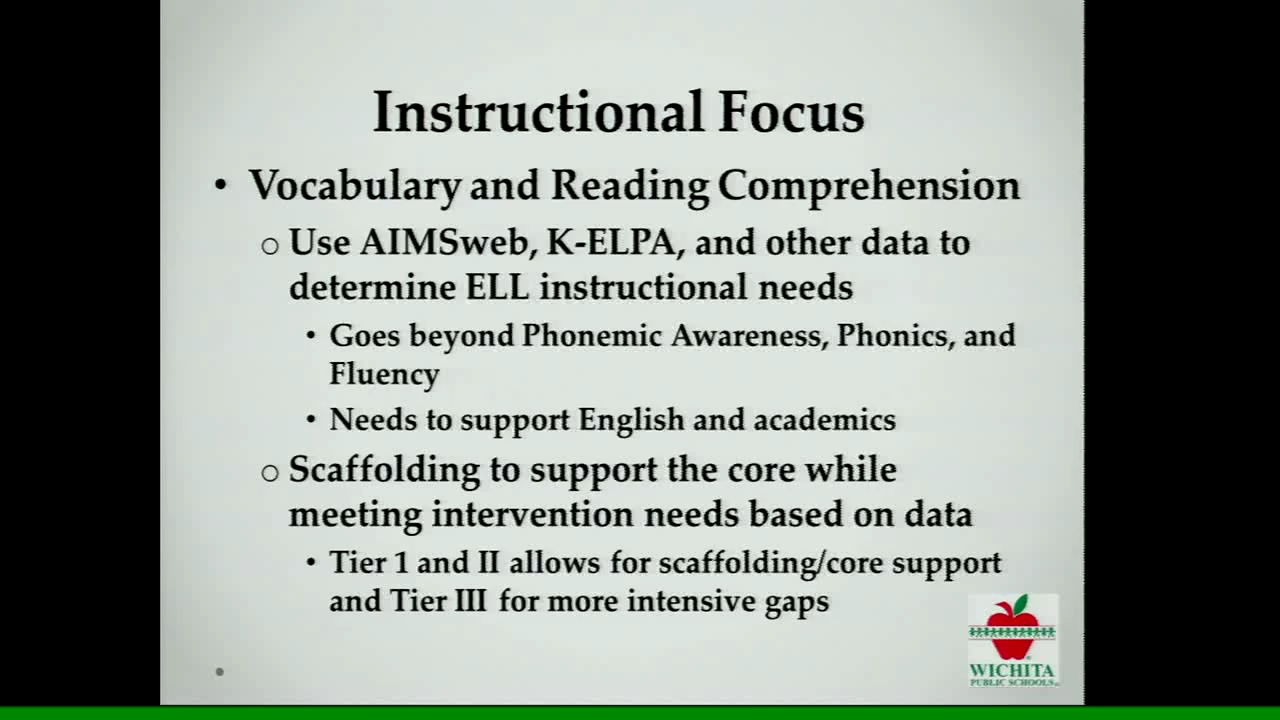 Instructional Focus
• Vocabulary and Reading Comprehension
o Use AIMSweb, K-ELPA, and other data to
determine ELL instructional needs
• Goes beyond Phonemic Awareness, Phonics, and
Fluency
• Needs to support English and academics
o Scaffolding to support the core while
meeting intervention needs based on data
• Tier 1 and II allows for scaffolding/core support
and Tier III for more intensive gaps
•
WICHITA
PUBLIC SCHOOLS